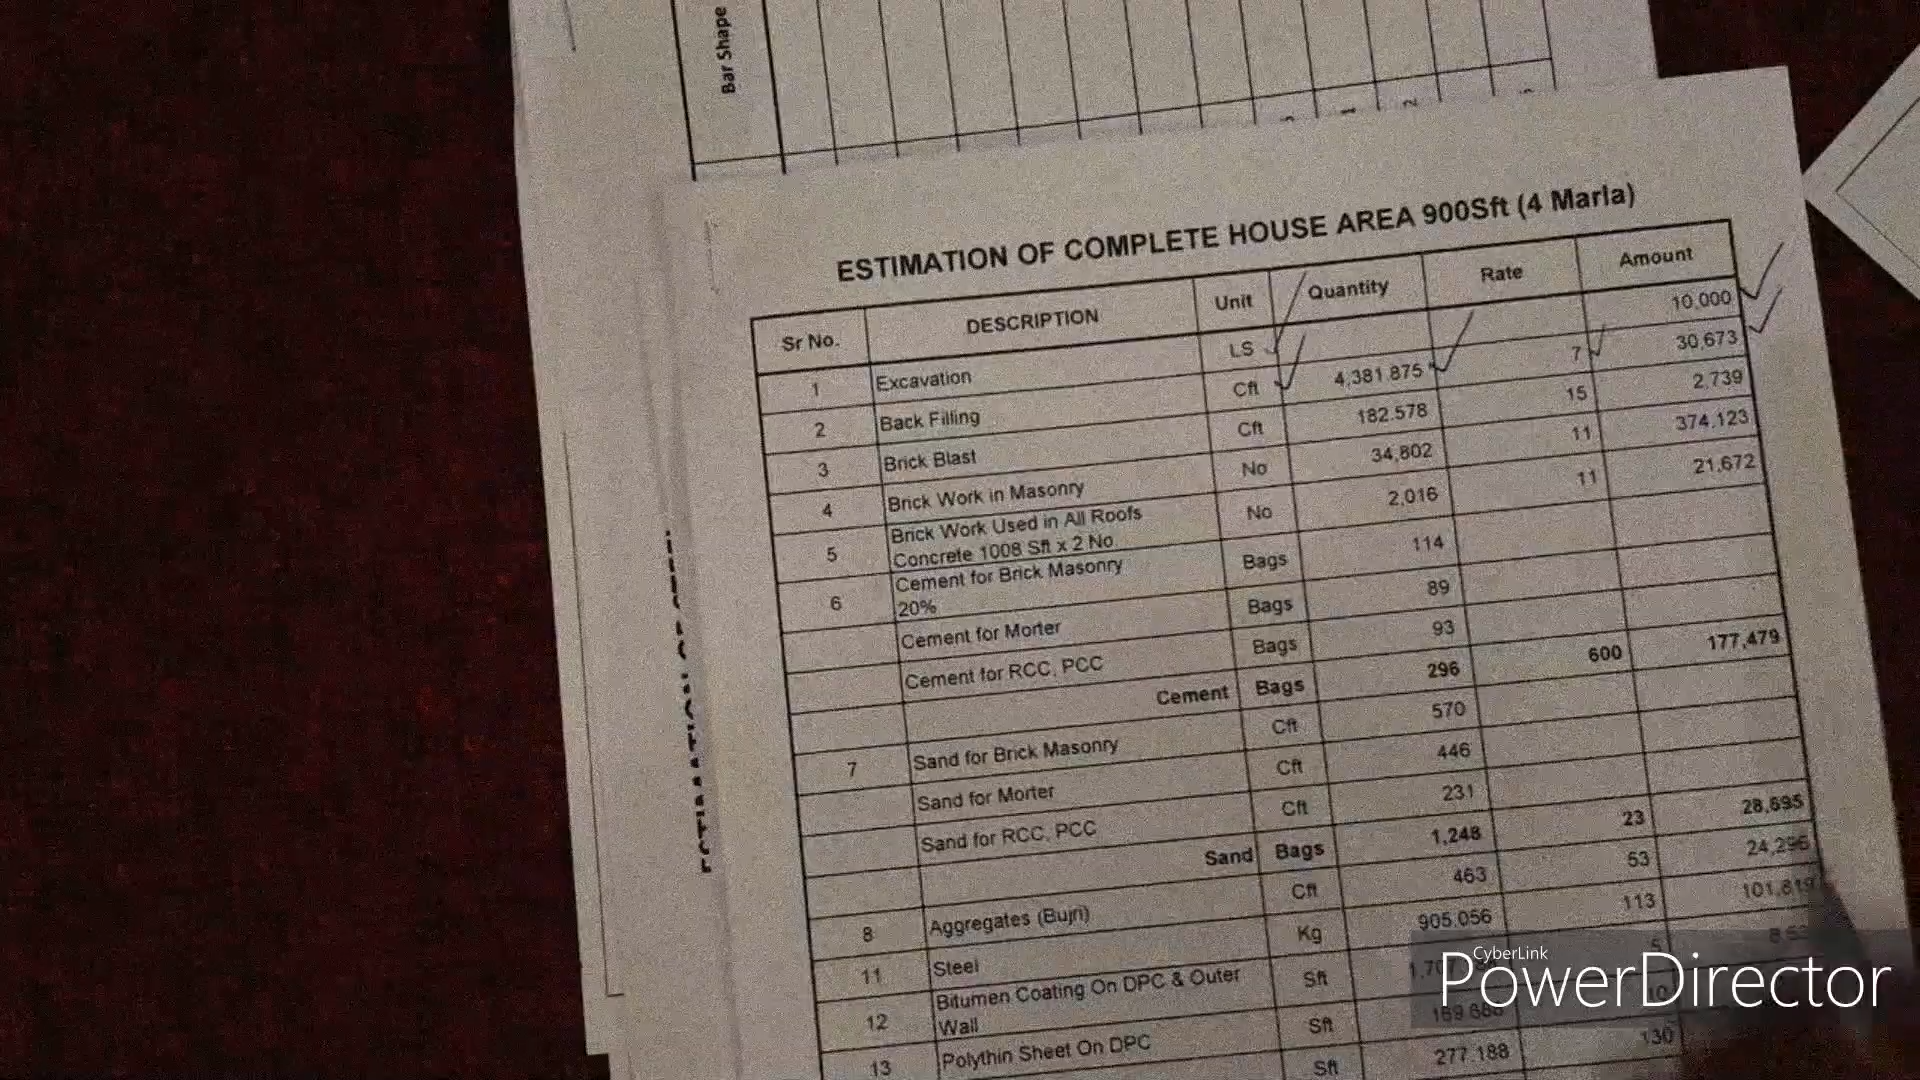 Bar Shape
ESTIMATION OF COMPLETE HOUSE AREA 900Sft (4 Marla)
Sr No. DESCRIPTION Unit Quantity Rate Amount
1 Excavation LS 10,000
2 Back Filling Cft 4,381.875 7 30,673
3 Brick Blast Cft 182.578 15 2,739
4 Brick Work in Masonry No 34,802 11 374,123
5 Brick Work Used in All Roofs No 2,016 11 21,672
Concrete 1008 Sft x 2 No
6 Cement for Brick Masonry Bags 114
20%
Cement for Morter Bags 89
Cement for RCC, PCC Bags 93
Cement Bags 296 600 177,479
7 Sand for Brick Masonry Cft 570
Sand for Morter Cft 446
Sand for RCC, PCC Cft 231
Sand Bags 1,248 23 28,695
8 Aggregates (Bujri) Cft 463 53 24,296
11 Steel Kg 905.056 113 101,819
12 Bitumen Coating On DPC & Outer Sft 5
Wall
13 Polythin Sheet On DPC Sft 10
Sft 277.188 130
CyberLink
PowerDirector